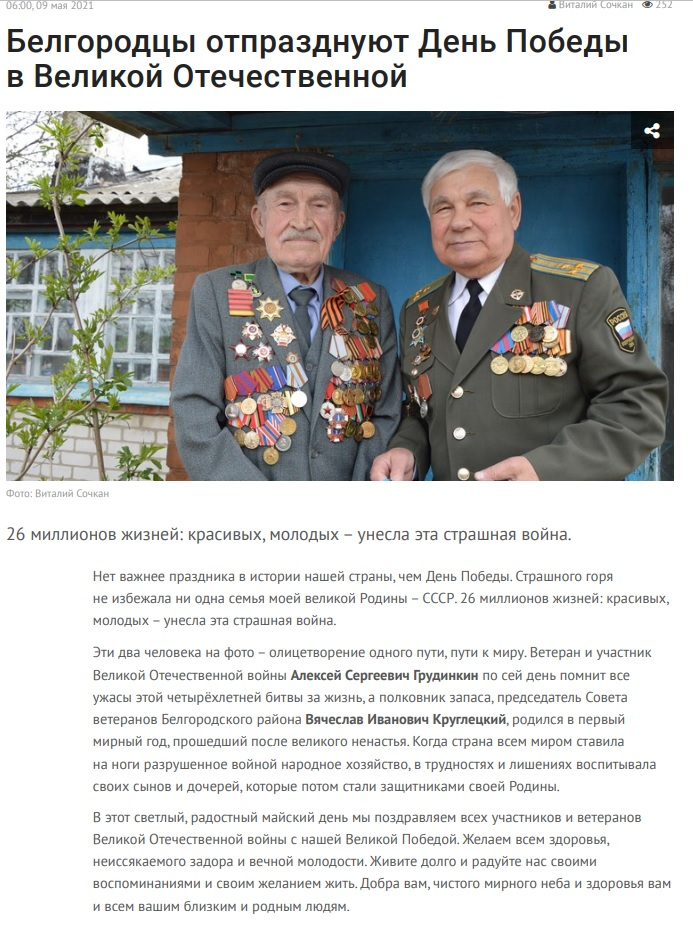 06:00, 09 мая 2021
Виталий Сочкан 252
Белгородцы отпразднуют День Победы
в Великой Отечественной
РОССИЯ
Фото: Виталий Сочкан
26 миллионов жизней: красивых, молодых – унесла эта страшная война.
Нет важнее праздника в истории нашей страны, чем День Победы. Страшного горя
не избежала ни одна семья моей великой Родины – СССР. 26 миллионов жизней: красивых,
молодых – унесла эта страшная война.
Эти два человека на фото – олицетворение одного пути, пути к миру. Ветеран и участник
Великой Отечественной войны Алексей Сергеевич Грудинкин по сей день помнит все
ужасы этой четырёхлетней битвы за жизнь, а полковник запаса, председатель Совета
ветеранов Белгородского района Вячеслав Иванович Круглецкий, родился в первый
мирный год, прошедший после великого ненастья. Когда страна всем миром ставила
на ноги разрушенное войной народное хозяйство, в трудностях и лишениях воспитывала
своих сынов и дочерей, которые потом стали защитниками своей Родины.
В этот светлый, радостный майский день мы поздравляем всех участников и ветеранов
Великой Отечественной войны с нашей Великой Победой. Желаем всем здоровья,
неиссякаемого задора и вечной молодости. Живите долго и радуйте нас своими
воспоминаниями и своим желанием жить. Добра вам, чистого мирного неба и здоровья вам
и всем вашим близким и родным людям.